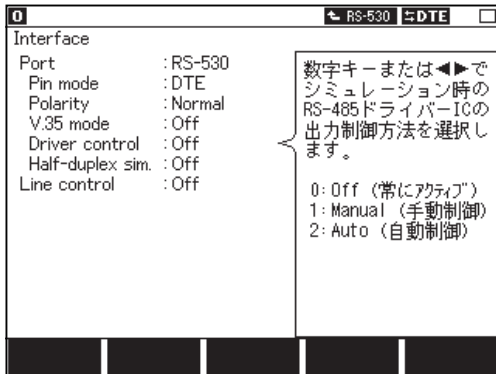 0 RS-530 DTE
Interface
Port :RS-530
Pin mode :DTE
Polarity :Normal
V.35 mode :Off
Driver control :Off
Half-duplex sim. :Off
Line control :Off
数字キーまたは◀▶で
シミュレーション時の
RS-485ドライバーICの
出力制御方法を選択し
ます。
0:Off (常にｱｸﾃｨﾌﾞ)
1:Manual (手動制御)
2:Auto (自動制御)